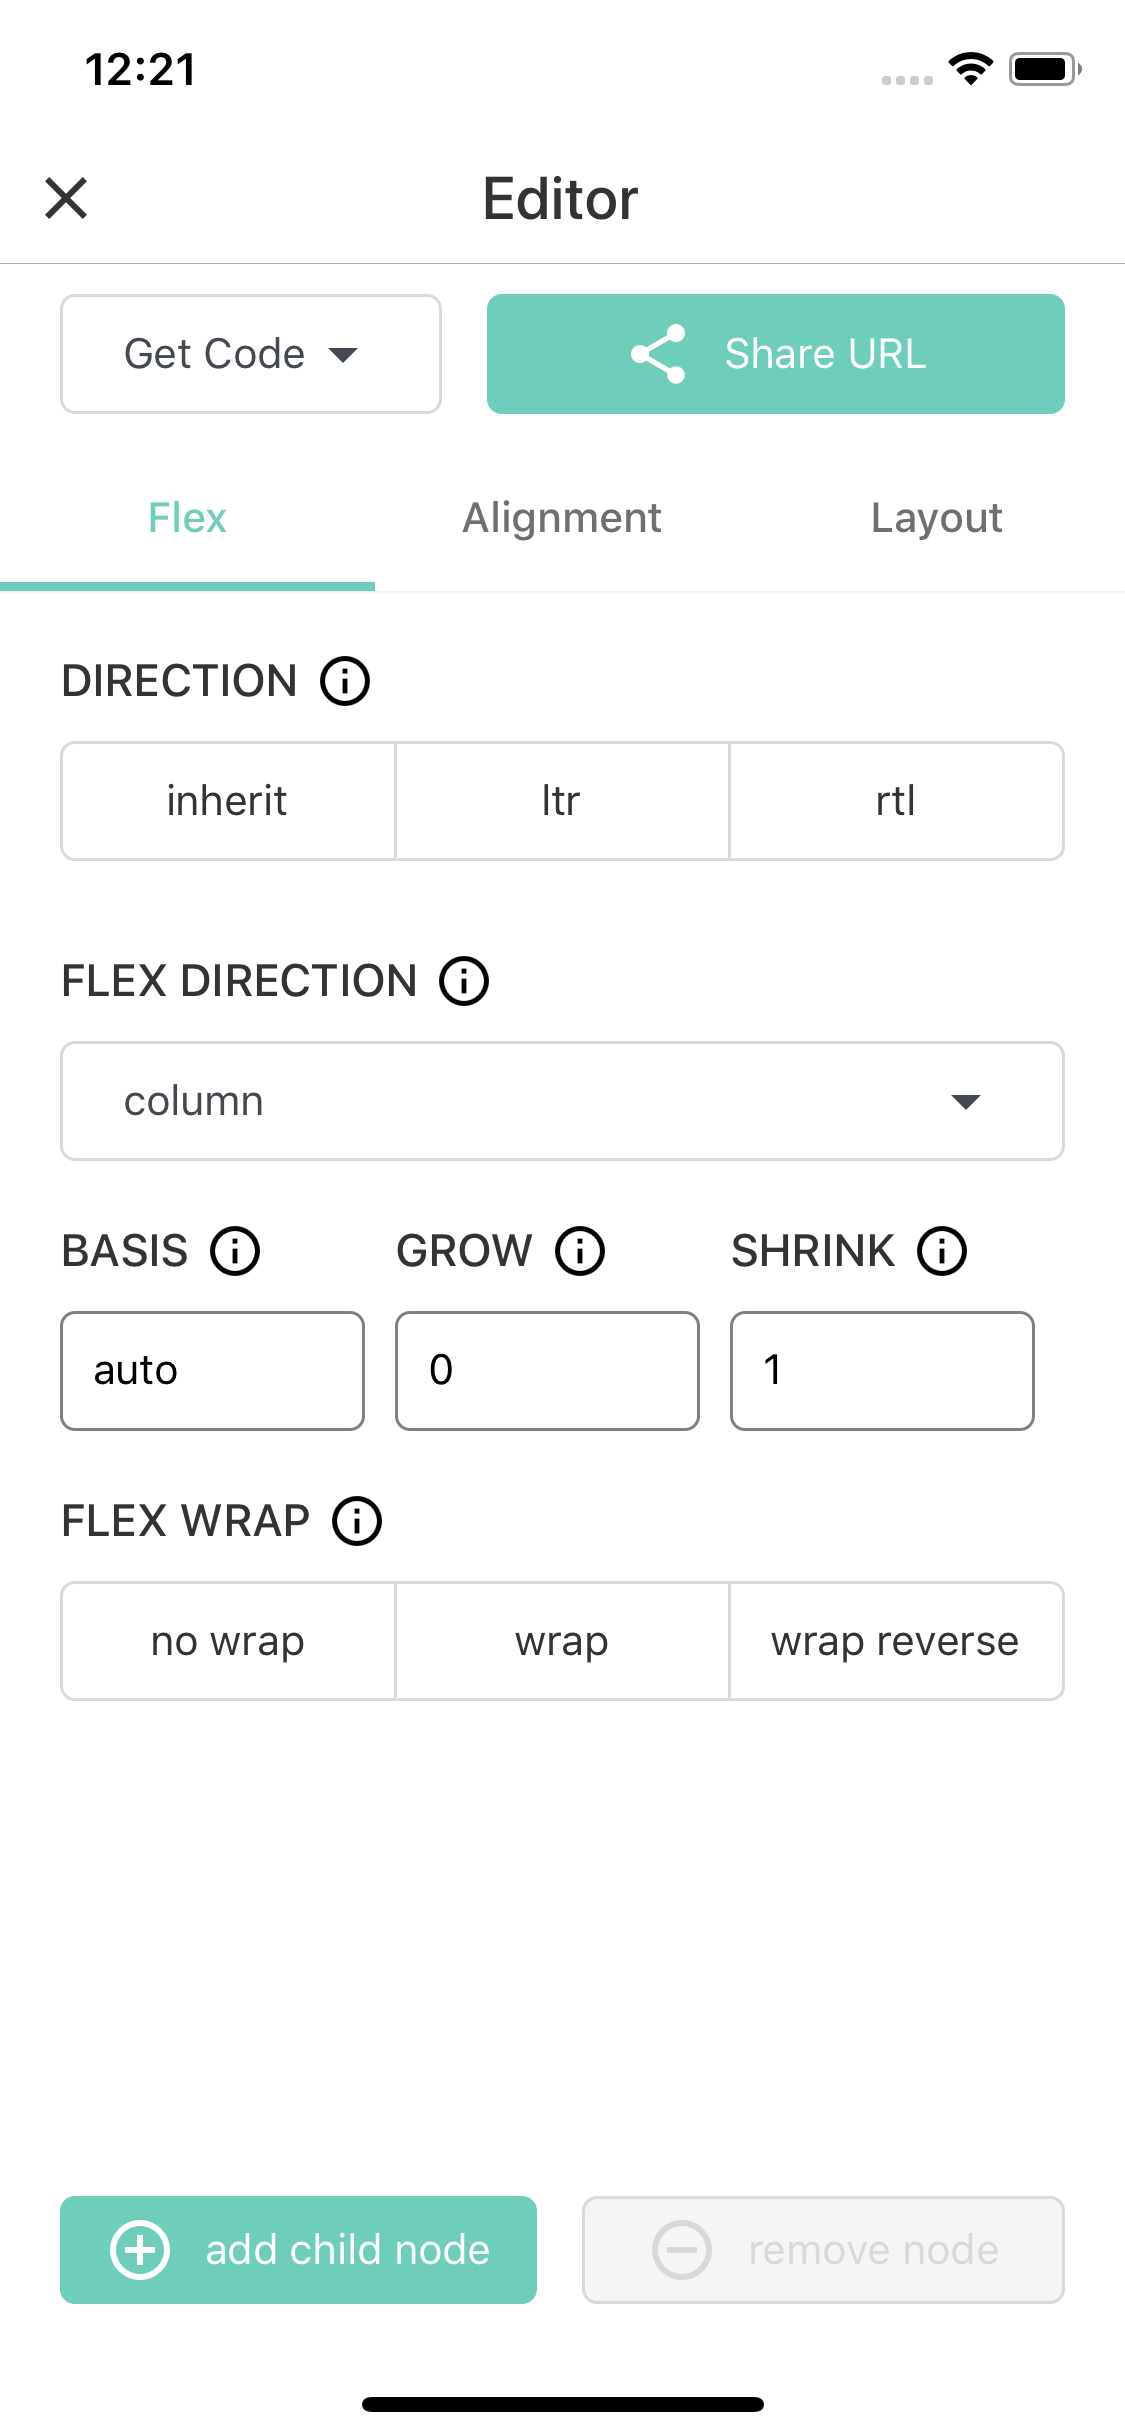 12:21
Editor
Get Code
Share URL
Flex Alignment Layout
DIRECTION
inherit ltr rtl
FLEX DIRECTION
column
BASIS GROW SHRINK
auto 0 1
FLEX WRAP
no wrap wrap wrap reverse
add child node remove node